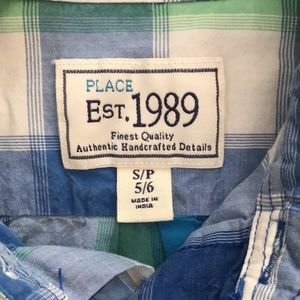 PLACE
EST. 1989
Finest Quality
Authentic Handcrafted Details
S/P
5/6
MADE IN
INDIA